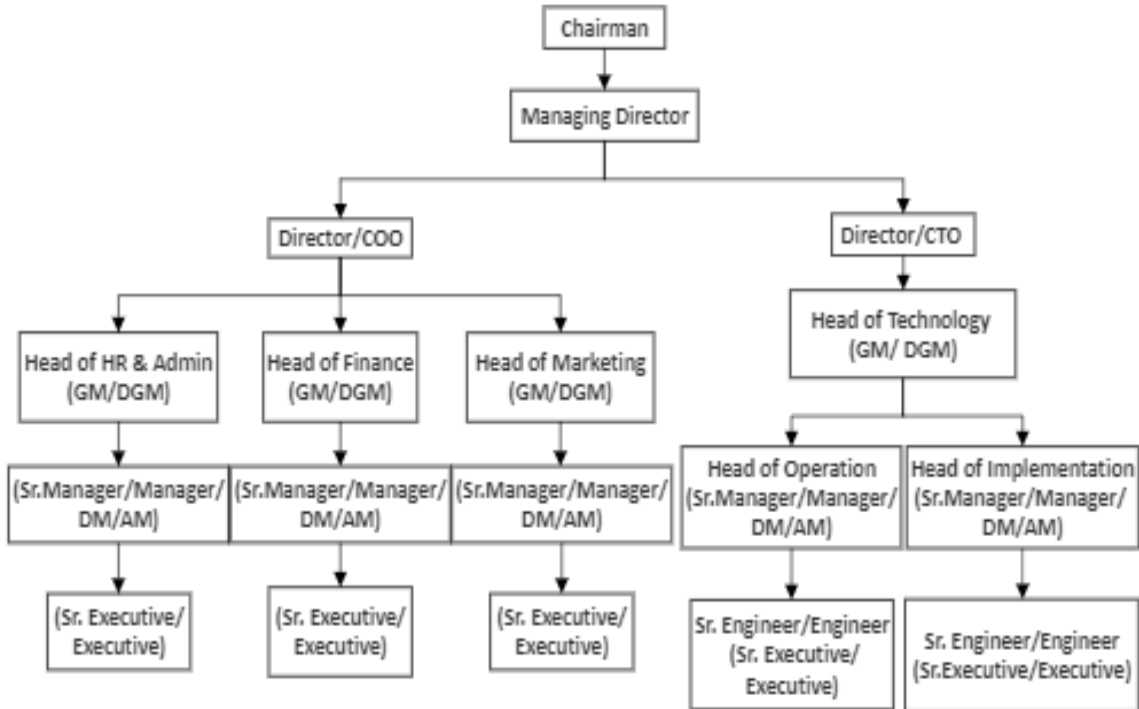 Chairman
Managing Director
Director/COO
Director/CTO
Head of HR & Admin
(GM/DGM)
Head of Finance
(GM/DGM)
Head of Marketing
(GM/DGM)
Head of Technology
(GM/ DGM)
(Sr.Manager/Manager/
DM/AM)
(Sr.Manager/Manager/
DM/AM)
(Sr.Manager/Manager/
DM/AM)
Head of Operation
(Sr.Manager/Manager/
DM/AM)
Head of Implementation
(Sr.Manager/Manager/
DM/AM)
(Sr. Executive/
Executive)
(Sr. Executive/
Executive)
(Sr. Executive/
Executive)
Sr. Engineer/Engineer
(Sr. Executive/
Executive)
Sr. Engineer/Engineer
(Sr.Executive/Executive)